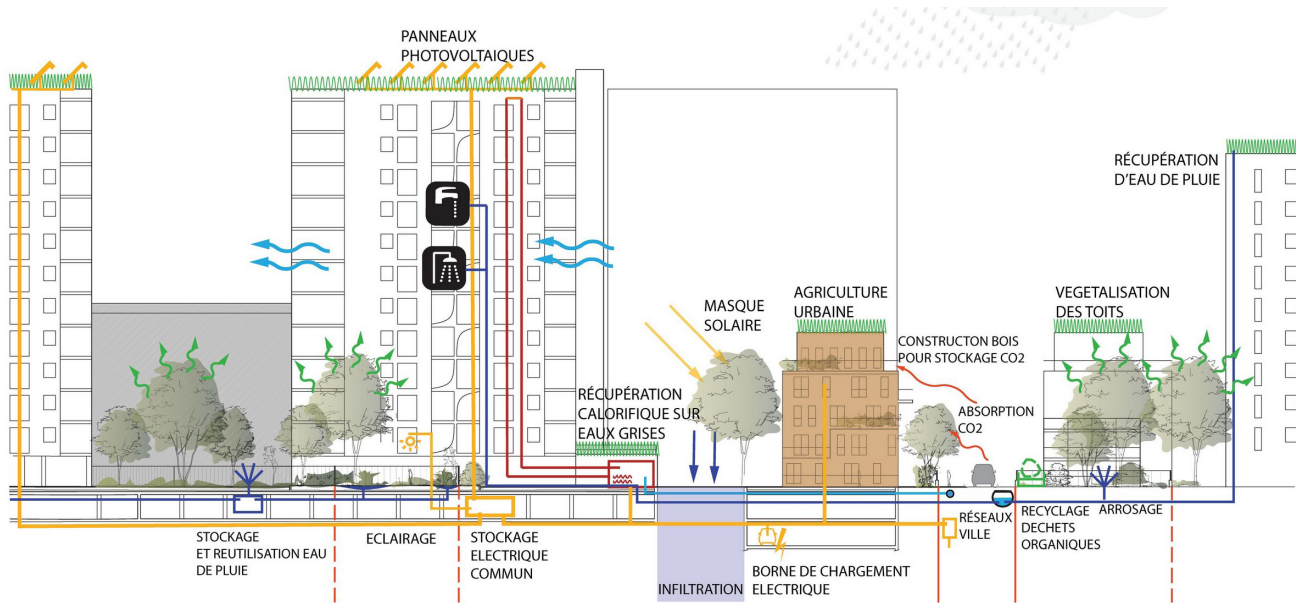 PANNEAUX
PHOTOVOLTAIQUES
RÉCUPÉRATION
D'EAU DE PLUIE
MASQUE
SOLAIRE
AGRICULTURE
URBAINE
VEGETALISATION
DES TOITS
CONSTRUCTON BOIS
POUR STOCKAGE CO2
RÉCUPÉRATION
CALORIFIQUE SUR
EAUX GRISES
ABSORPTION
CO2
STOCKAGE
ET REUTILISATION EAU
DE PLUIE
ECLAIRAGE
STOCKAGE
ELECTRIQUE
COMMUN
INFILTRATION
BORNE DE CHARGEMENT
ELECTRIQUE
RÉSEAUX
VILLE
RECYCLAGE
DECHETS
ORGANIQUES
ARROSAGE